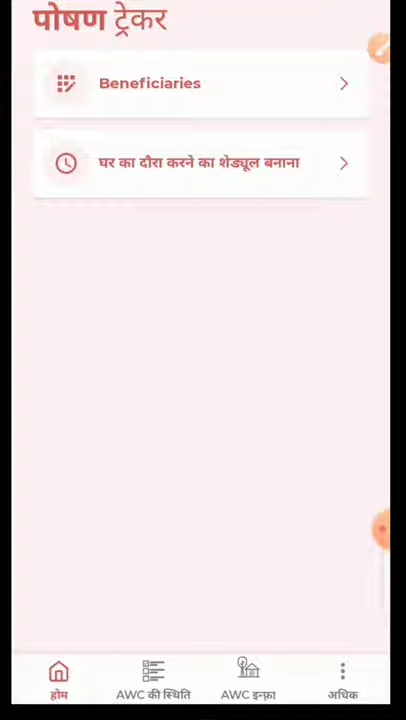 पोषण ट्रेकर
Beneficiaries
घर का दौरा करने का शेड्यूल बनाना
होम
AWC की स्थिति
AWC इन्फ्रा
अधिक